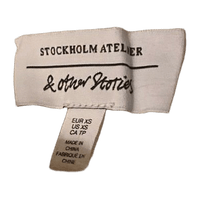 STOCKHOLM ATELIER
& other Stories
EUR XS
US XS
CA TP
MADE IN
CHINA
FABRIQUÉ EN
CHINE